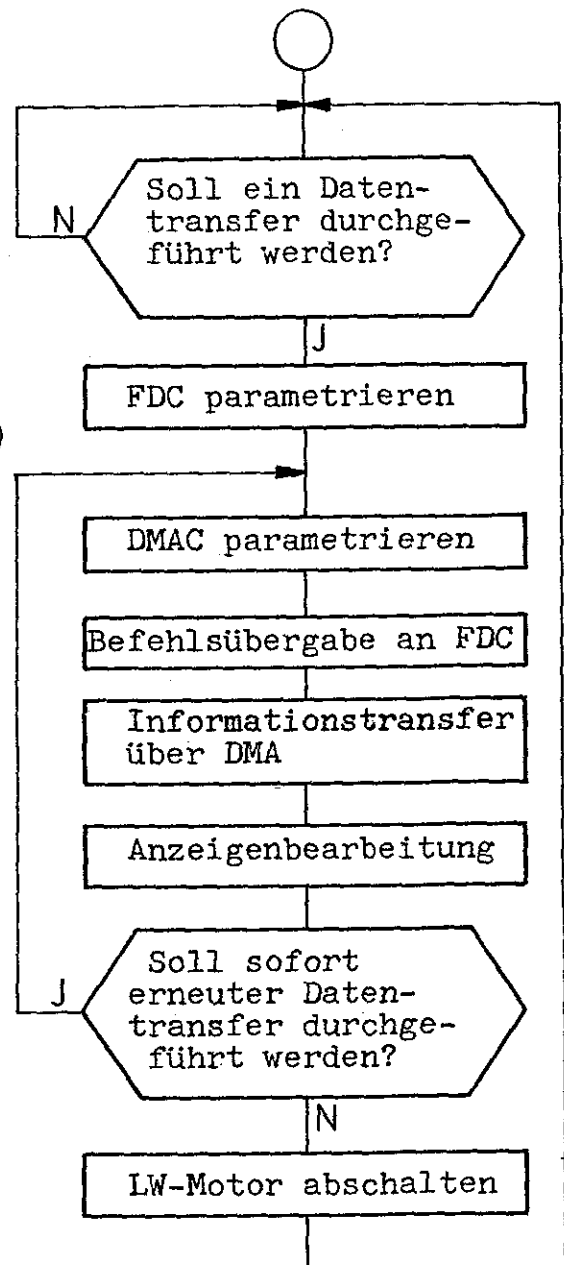 Soll ein Daten-
transfer durchge-
führt werden?
N
J
FDC parametrieren
DMAC parametrieren
Befehlsübergabe an FDC
Informationstransfer
über DMA
Anzeigenbearbeitung
Soll sofort
erneuter Daten-
transfer durchge-
führt werden?
J
N
LW-Motor abschalten